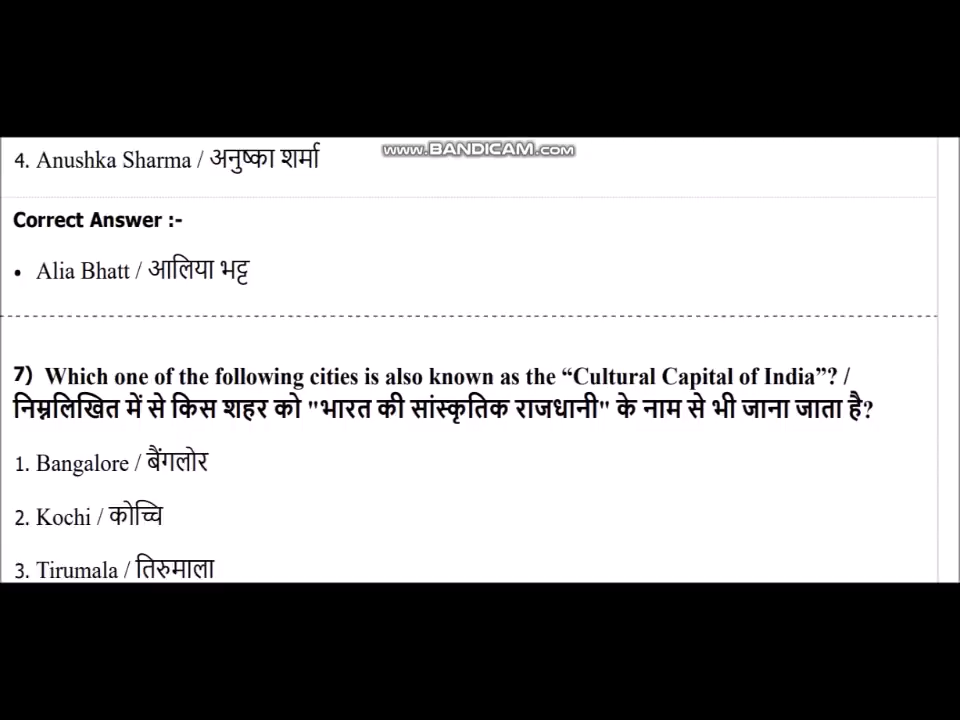 www.BANDICAM.com
4. Anushka Sharma / अनुष्का शर्मा
Correct Answer :-
• Alia Bhatt / आलिया भट्ट
7) Which one of the following cities is also known as the “Cultural Capital of India”? /
निम्नलिखित में से किस शहर को "भारत की सांस्कृतिक राजधानी" के नाम से भी जाना जाता है?
1. Bangalore / बैंगलोर
2. Kochi / कोच्चि
3. Tirumala / तिरुमाला